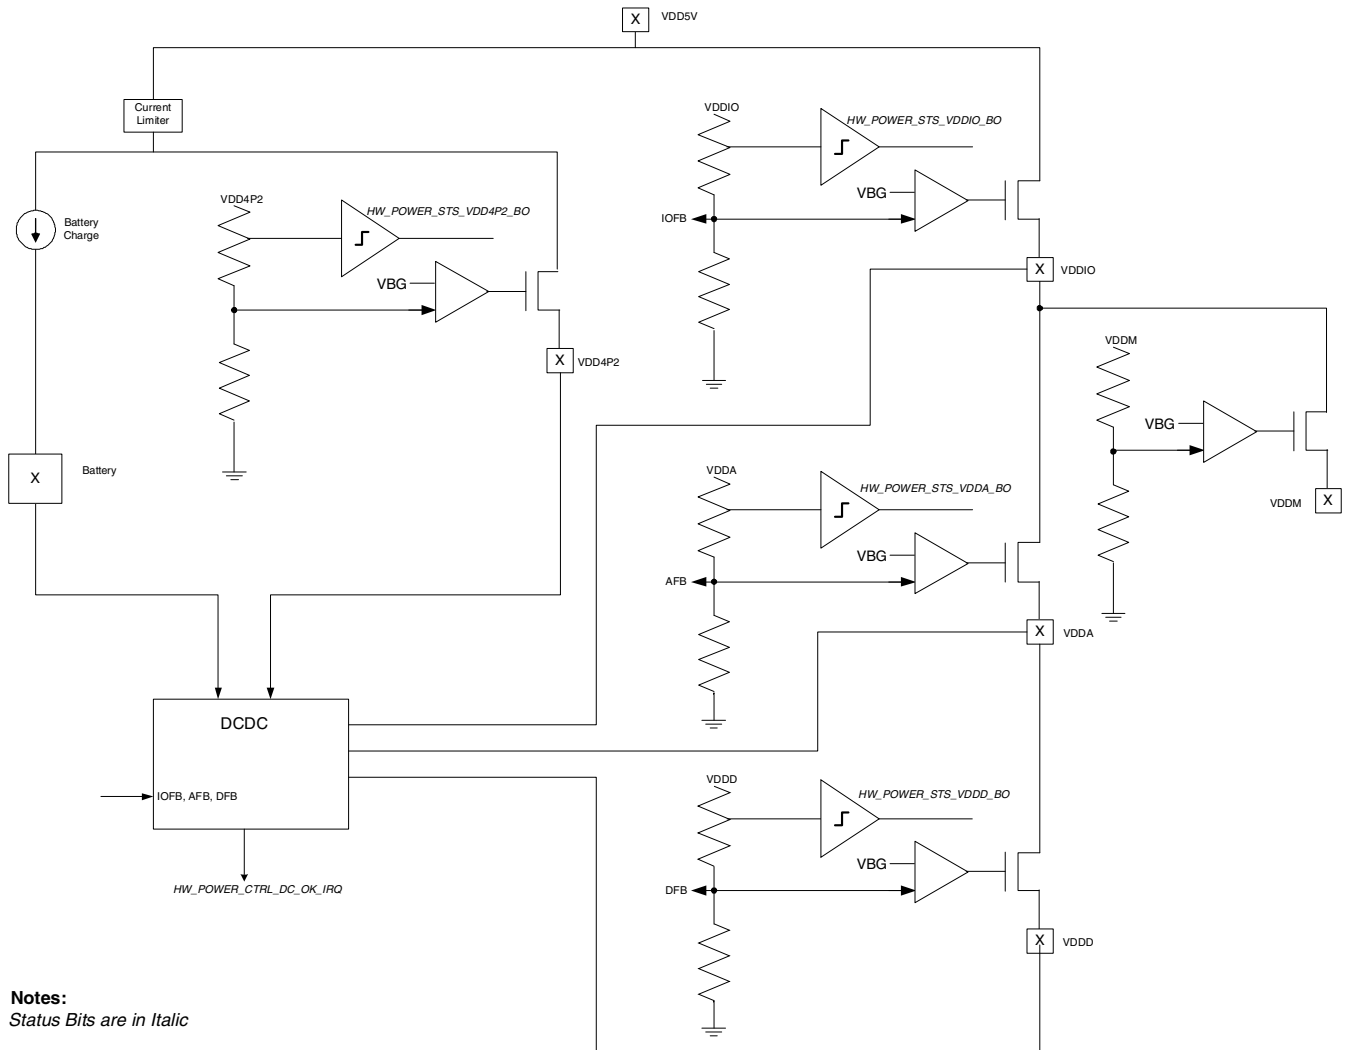 X VDD5V
Current
Limiter
VDDIO
HW_POWER_STS_VDDIO_BO
VBG
IOFB
X VDDIO
Battery
Charge
VDD4P2
HW_POWER_STS_VDD4P2_BO
VBG
X VDD4P2
VDDM
VBG
VDDM X
X Battery
VDDA
HW_POWER_STS_VDDA_BO
VBG
AFB
X VDDA
DCDC
IOFB, AFB, DFB
HW_POWER_CTRL_DC_OK_IRQ
VDDD
HW_POWER_STS_VDDD_BO
VBG
DFB
X VDDD
Notes:
Status Bits are in Italic